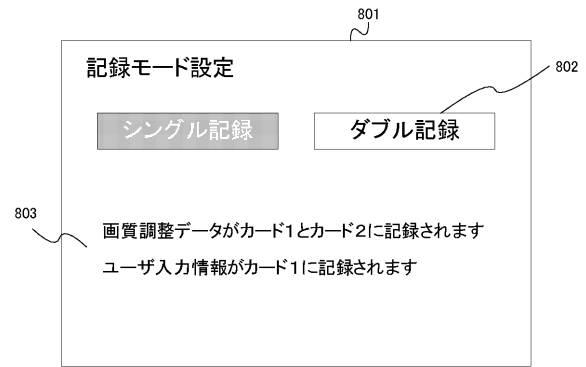 801
記録モード設定
802
シングル記録 ダブル記録
803
画質調整データがカード1とカード2に記録されます
ユーザ入力情報がカード1に記録されます